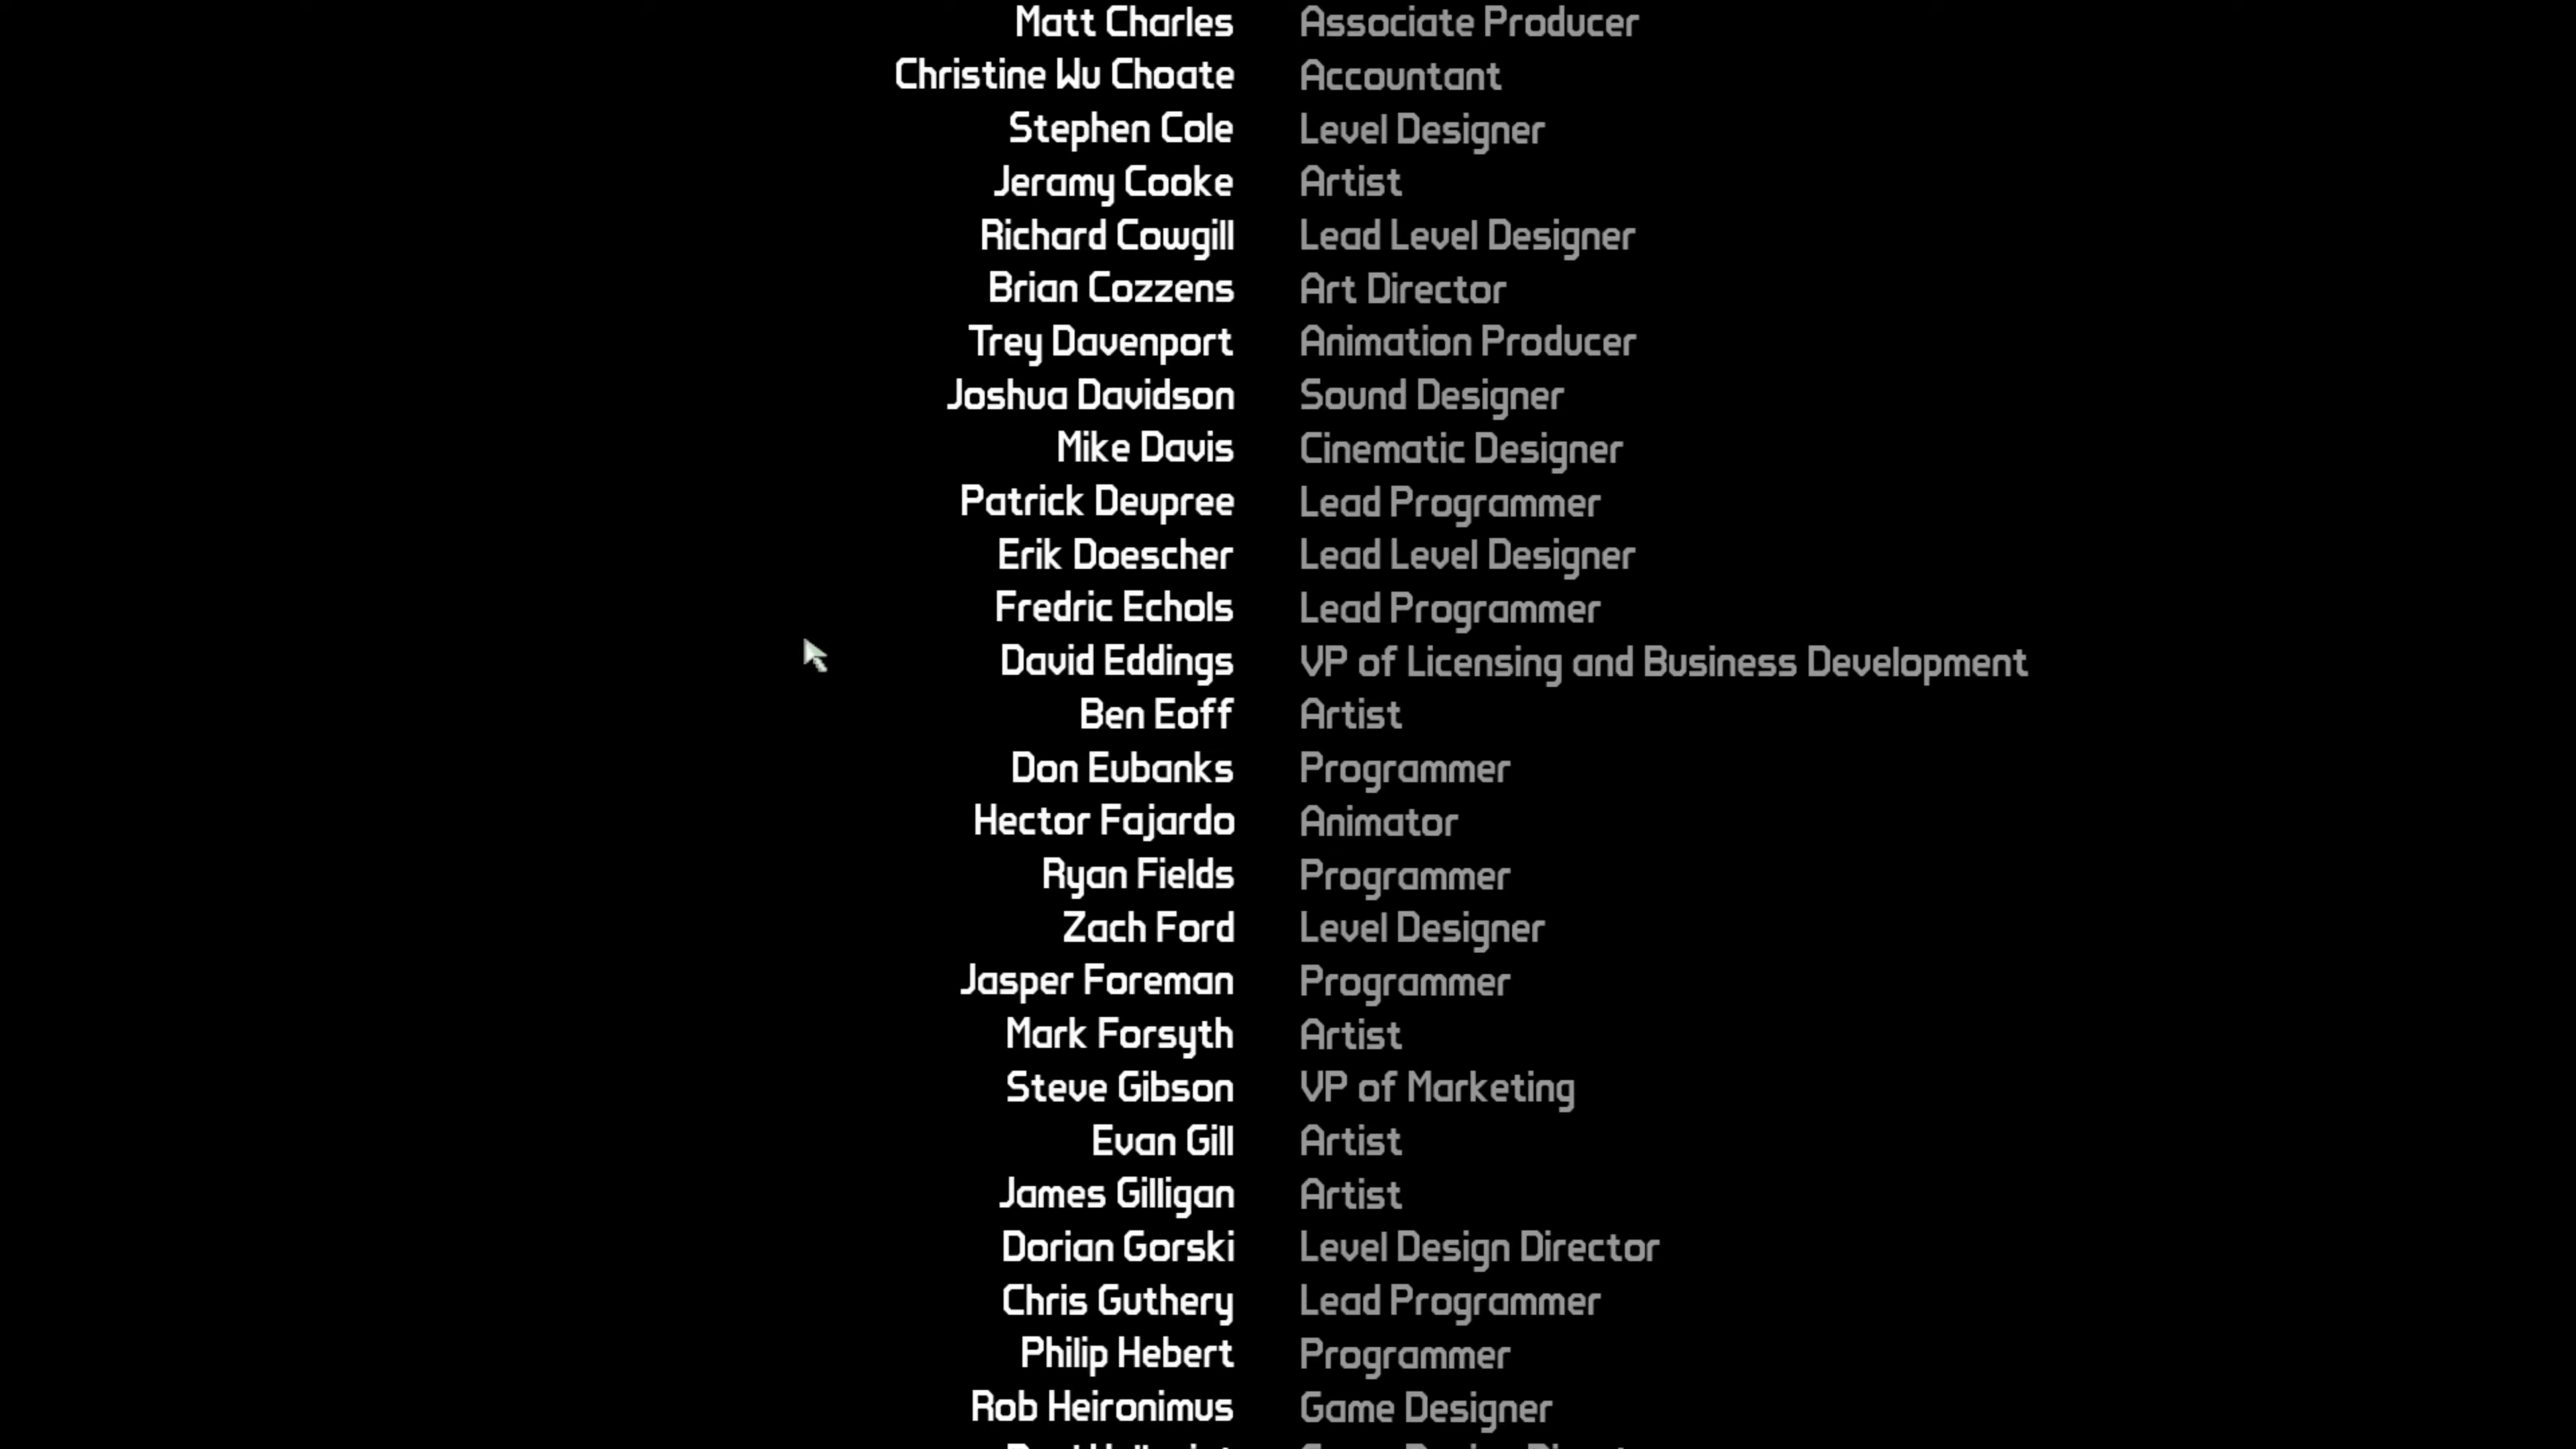 Matt Charles Associate Producer
Christine Wu Choate Accountant
Stephen Cole Level Designer
Jeramy Cooke Artist
Richard Cowgill Lead Level Designer
Brian Cozzens Art Director
Trey Davenport Animation Producer
Joshua Davidson Sound Designer
Mike Davis Cinematic Designer
Patrick Deupree Lead Programmer
Erik Doescher Lead Level Designer
Fredric Echols Lead Programmer
David Eddings VP of Licensing and Business Development
Ben Eoff Artist
Don Eubanks Programmer
Hector Fajardo Animator
Ryan Fields Programmer
Zach Ford Level Designer
Jasper Foreman Programmer
Mark Forsyth Artist
Steve Gibson VP of Marketing
Evan Gill Artist
James Gilligan Artist
Dorian Gorski Level Design Director
Chris Guthery Lead Programmer
Philip Hebert Programmer
Rob Heironimus Game Designer